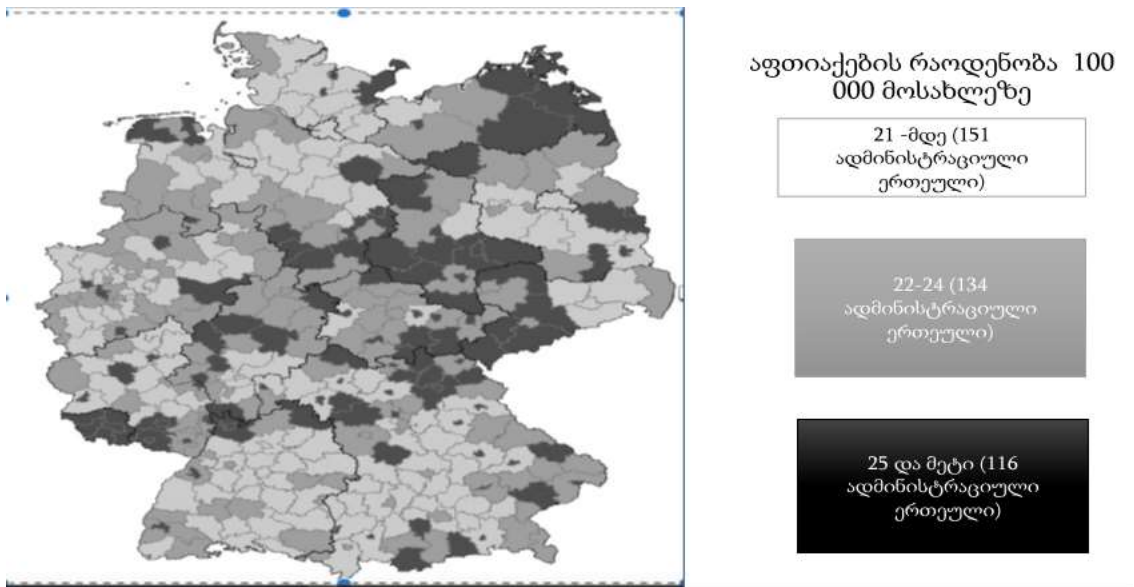 აფთიაქების რაოდენობა 100
000 მოსახლეზე
21 -მდე (151
ადმინისტრაციული
ერთეული)
22-24 (134
ადმინისტრაციული
ერთეული)
25 და მეტი (116
ადმინისტრაციული
ერთეული)